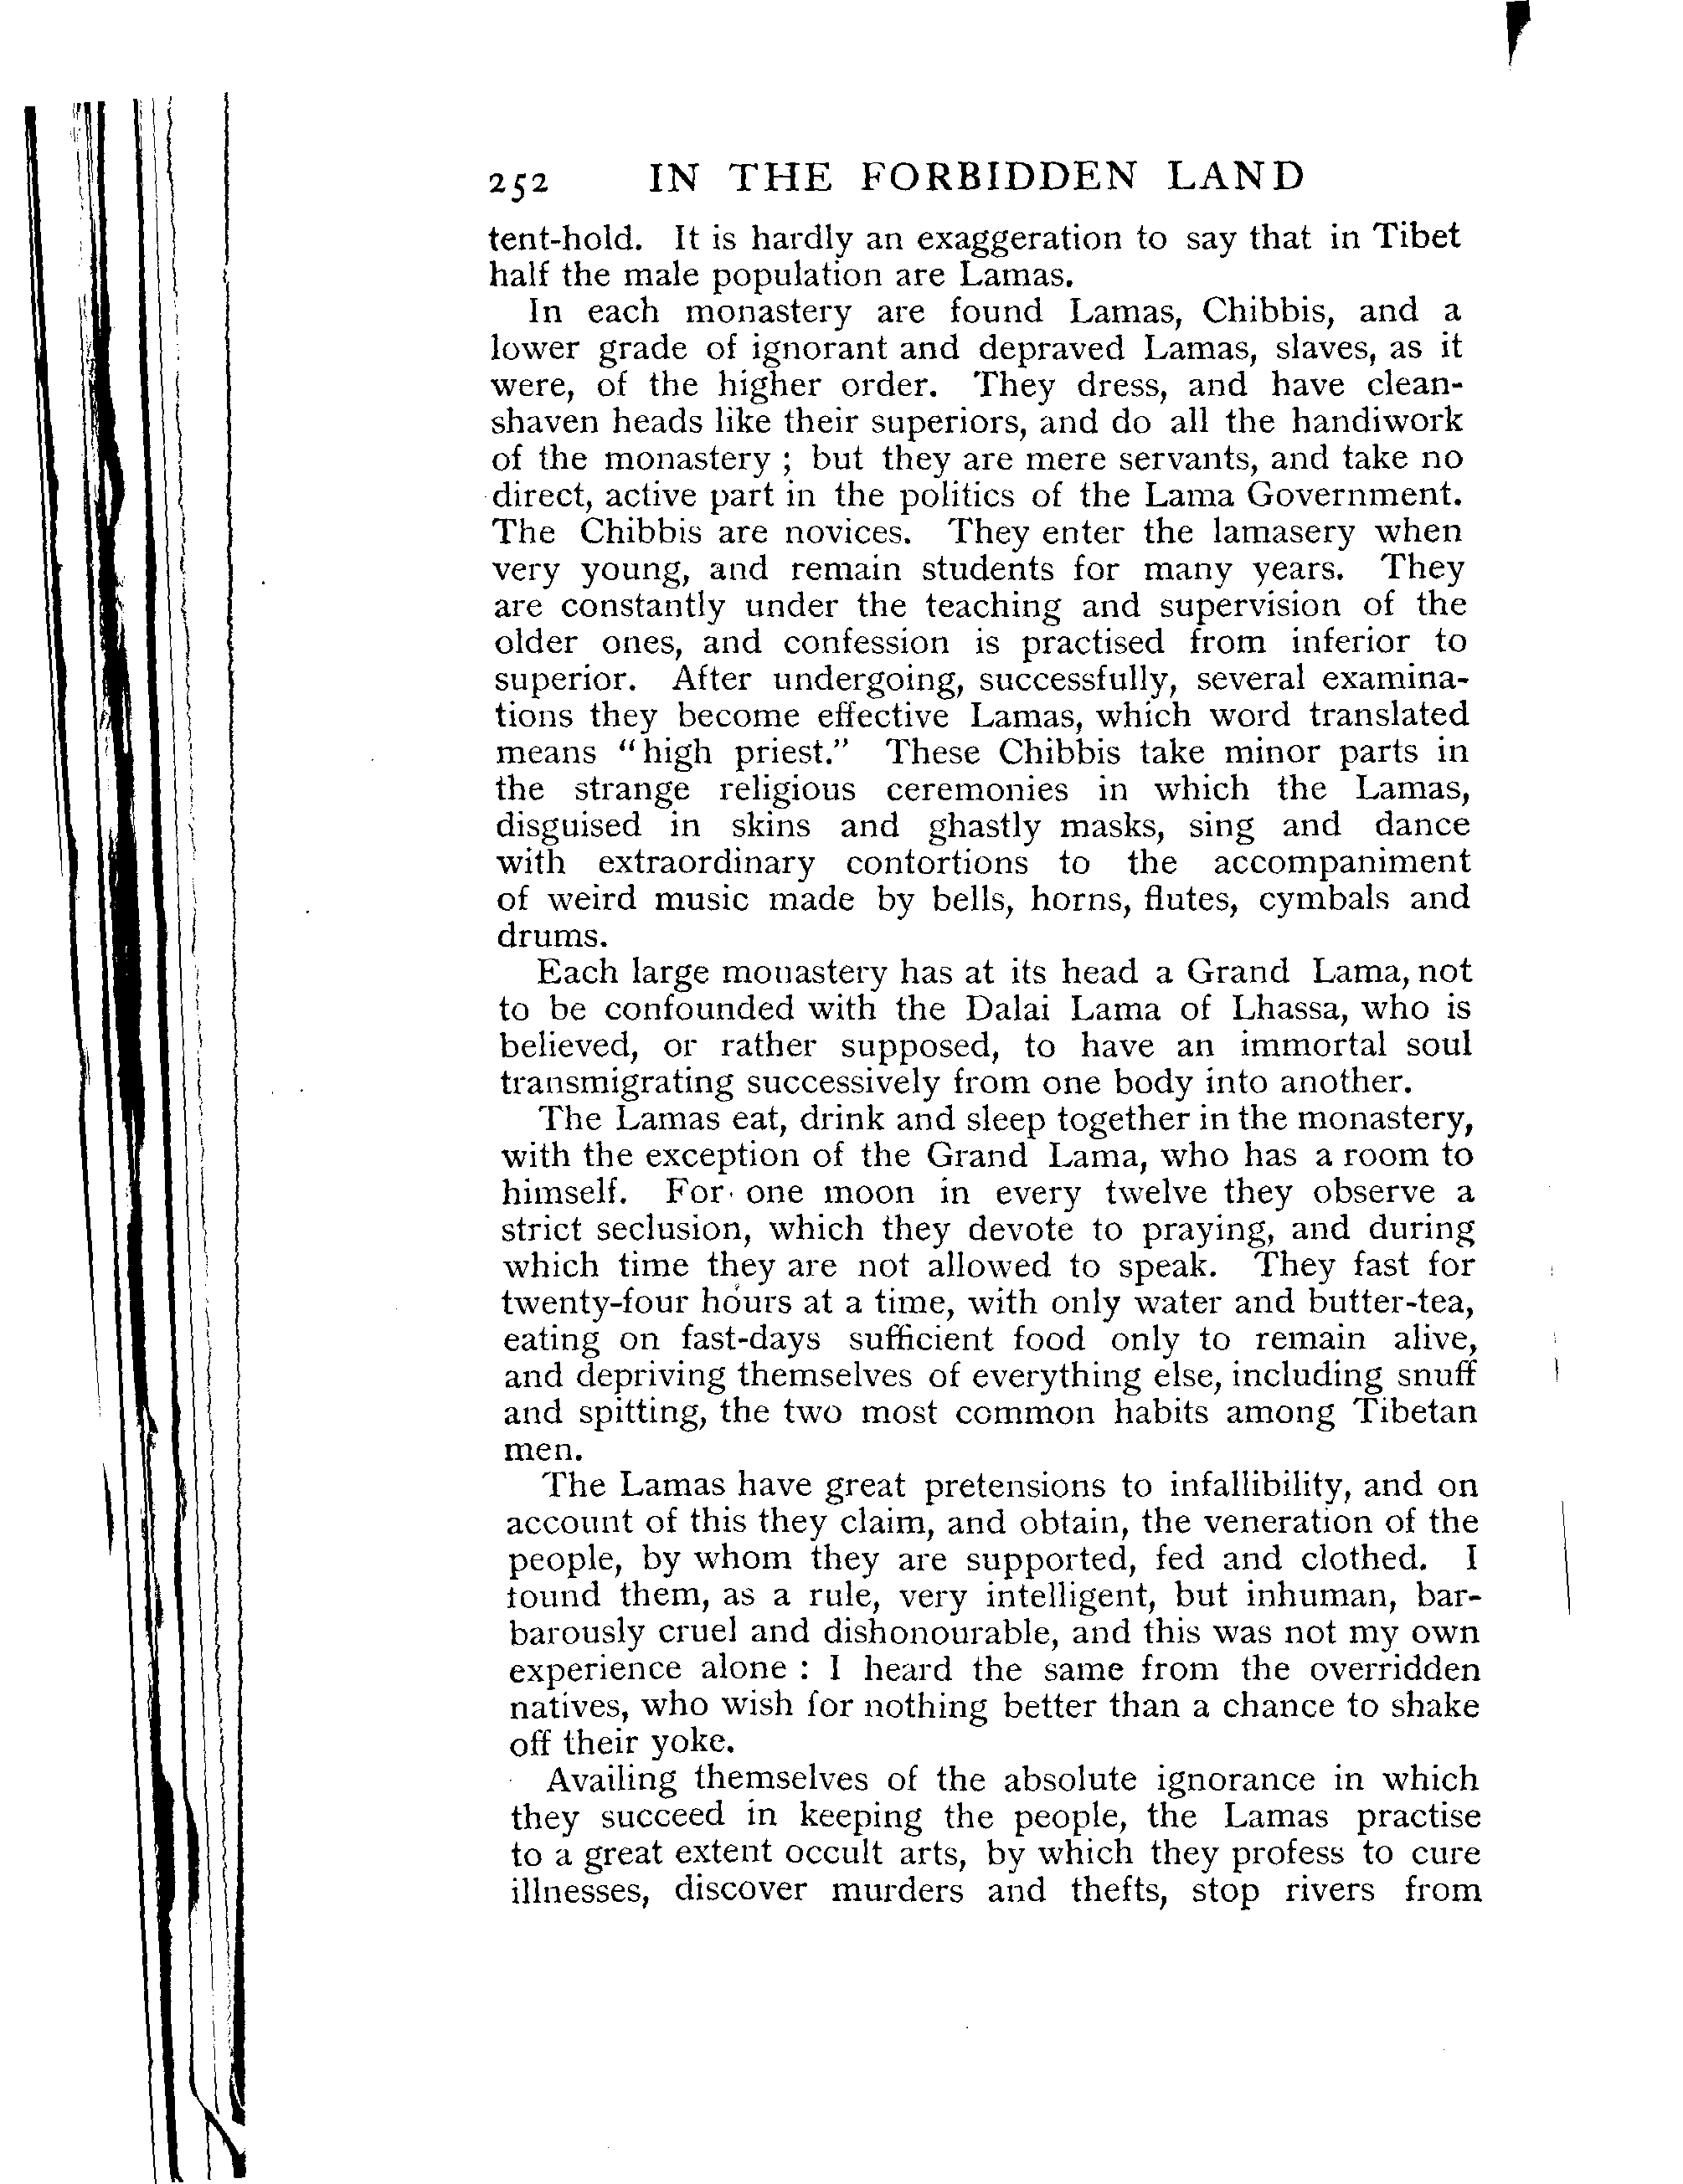 252 IN THE FORBIDDEN LAND
tent-hold. It is hardly an exaggeration to say that in Tibet
half the male population are Lamas.
In each monastery are found Lamas, Chibbis, and a
lower grade of ignorant and depraved Lamas, slaves, as it
were, of the higher order. They dress, and have clean-
shaven heads like their superiors, and do all the handiwork
of the monastery ; but they are mere servants, and take no
direct, active part in the politics of the Lama Government.
The Chibbis are novices. They enter the lamasery when
very young, and remain students for many years. They
are constantly under the teaching and supervision of the
older ones, and confession is practised from inferior to
superior. After undergoing, successfully, several examina-
tions they become effective Lamas, which word translated
means “high priest.” These Chibbis take minor parts in
the strange religious ceremonies in which the Lamas,
disguised in skins and ghastly masks, sing and dance
with extraordinary contortions to the accompaniment
of weird music made by bells, horns, flutes, cymbals and
drums.
Each large monastery has at its head a Grand Lama, not
to be confounded with the Dalai Lama of Lhassa, who is
believed, or rather supposed, to have an immortal soul
transmigrating successively from one body into another.
The Lamas eat, drink and sleep together in the monastery,
with the exception of the Grand Lama, who has a room to
himself. For one moon in every twelve they observe a
strict seclusion, which they devote to praying, and during
which time they are not allowed to speak. They fast for
twenty-four hours at a time, with only water and butter-tea,
eating on fast-days sufficient food only to remain alive,
and depriving themselves of everything else, including snuff
and spitting, the two most common habits among Tibetan
men.
The Lamas have great pretensions to infallibility, and on
account of this they claim, and obtain, the veneration of the
people, by whom they are supported, fed and clothed. I
found them, as a rule, very intelligent, but inhuman, bar-
barously cruel and dishonourable, and this was not my own
experience alone : I heard the same from the overridden
natives, who wish for nothing better than a chance to shake
off their yoke.
Availing themselves of the absolute ignorance in which
they succeed in keeping the people, the Lamas practise
to a great extent occult arts, by which they profess to cure
illnesses, discover murders and thefts, stop rivers from